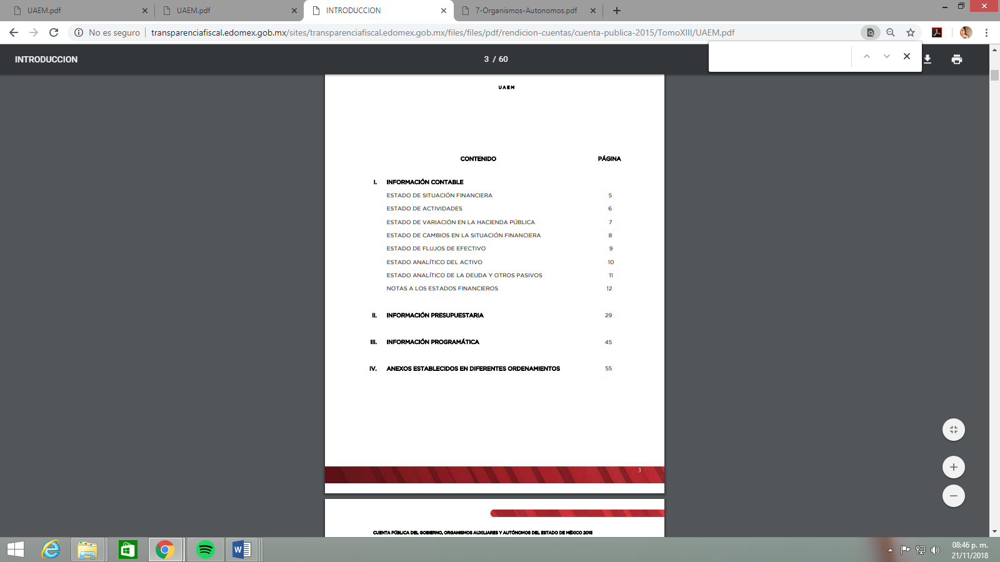 UAEM.pdf
UAEM.pdf
INTRODUCCION
7-Organismos-Autonomos.pdf
No es seguro
transparenciafiscal.edomex.gob.mx/sites/transparenciafiscal.edomex.gob.mx/files/files/pdf/rendicion-cuentas/cuenta-publica-2015/TomoXIII/UAEM.pdf
INTRODUCCION
3 / 60
UAEM
CONTENIDO PÁGINA
I. INFORMACIÓN CONTABLE
ESTADO DE SITUACIÓN FINANCIERA 5
ESTADO DE ACTIVIDADES 6
ESTADO DE VARIACIÓN EN LA HACIENDA PÚBLICA 7
ESTADO DE CAMBIOS EN LA SITUACIÓN FINANCIERA 8
ESTADO DE FLUJOS DE EFECTIVO 9
ESTADO ANALÍTICO DEL ACTIVO 10
ESTADO ANALÍTICO DE LA DEUDA Y OTROS PASIVOS 11
NOTAS A LOS ESTADOS FINANCIEROS 12
II. INFORMACIÓN PRESUPUESTARIA 29
III. INFORMACIÓN PROGRAMÁTICA 45
IV. ANEXOS ESTABLECIDOS EN DIFERENTES ORDENAMIENTOS 55
3
CUENTA PÚBLICA DEL GOBIERNO, ORGANISMOS AUXILIARES Y AUTÓNOMOS DEL ESTADO DE MÉXICO 2015
08:46 p. m.
21/11/2018